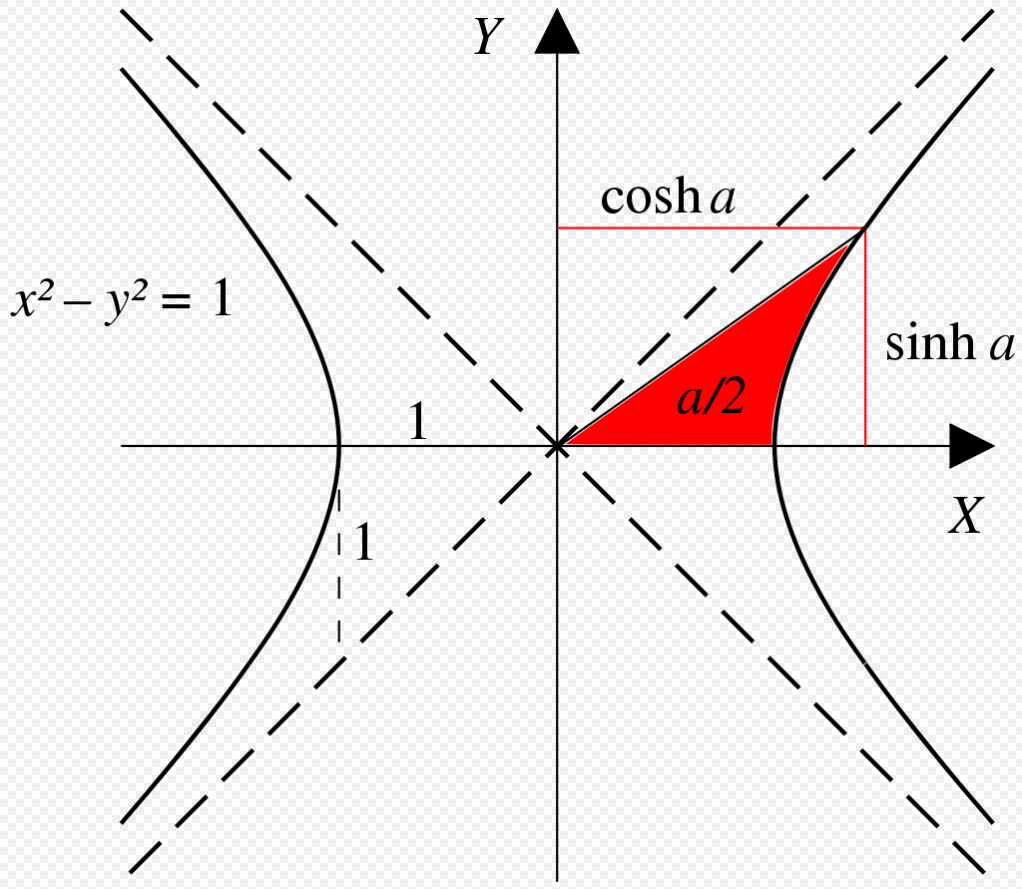 Y
cosh a
x² – y² = 1
sinh a
a/2
1
X
1